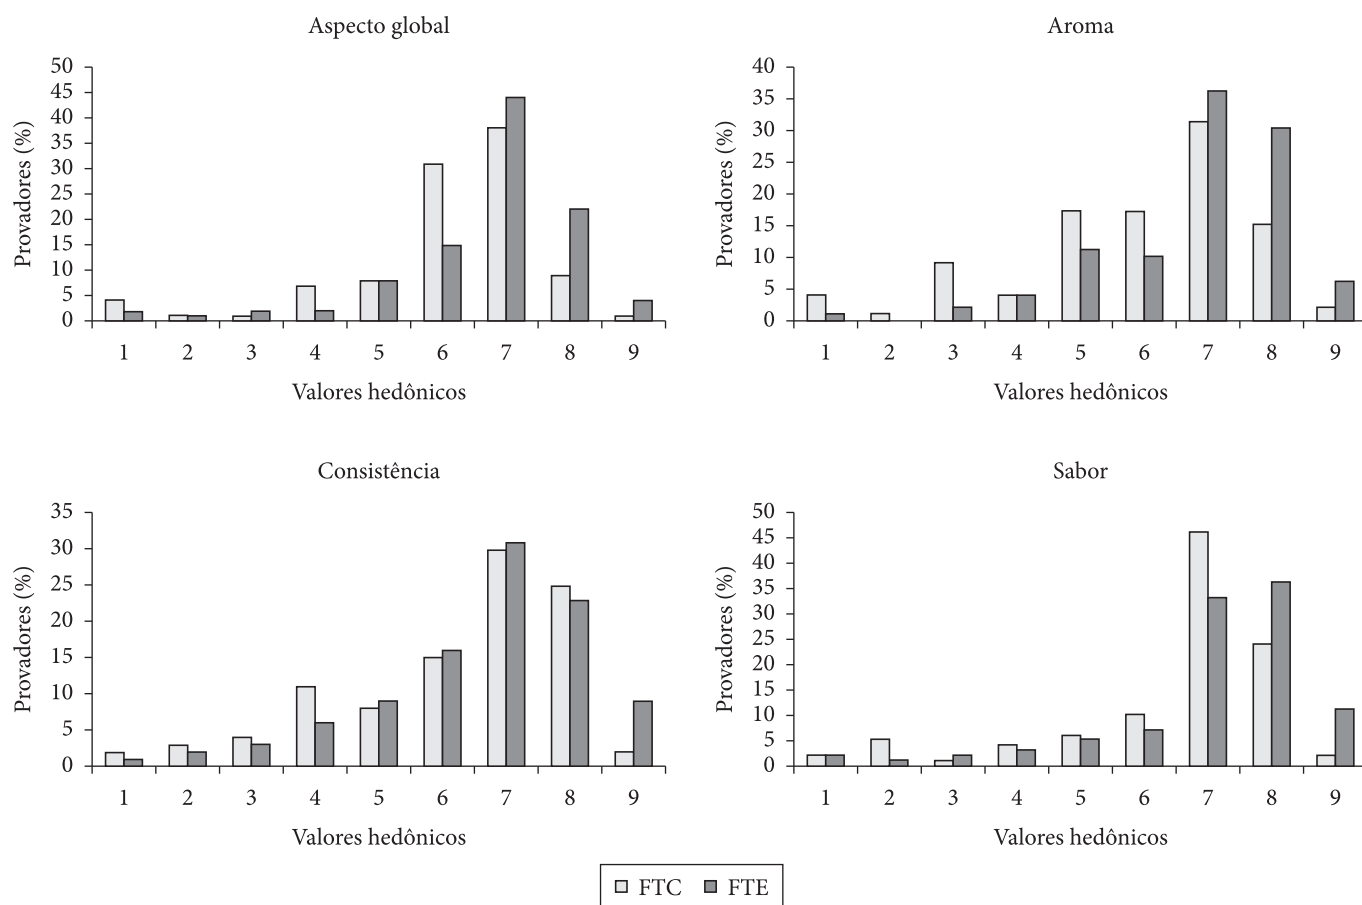 Aspecto global
Provadores (%)
50
45
40
35
30
25
20
15
10
5
0
1 2 3 4 5 6 7 8 9
Valores hedônicos
Aroma
Provadores (%)
40
35
30
25
20
15
10
5
0
1 2 3 4 5 6 7 8 9
Valores hedônicos
Consistência
Provadores (%)
35
30
25
20
15
10
5
0
1 2 3 4 5 6 7 8 9
Valores hedônicos
Sabor
Provadores (%)
50
45
40
35
30
25
20
15
10
5
0
1 2 3 4 5 6 7 8 9
Valores hedônicos
FTC FTE